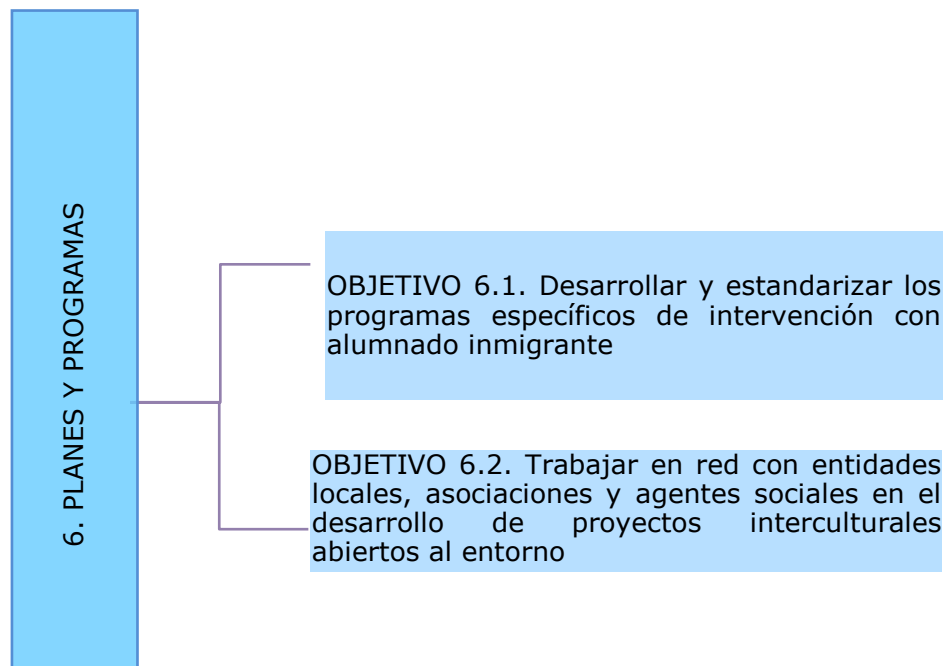 6. PLANES Y PROGRAMAS
OBJETIVO 6.1. Desarrollar y estandarizar los
programas específicos de intervención con
alumnado inmigrante
OBJETIVO 6.2. Trabajar en red con entidades
locales, asociaciones y agentes sociales en el
desarrollo de proyectos interculturales
abiertos al entorno